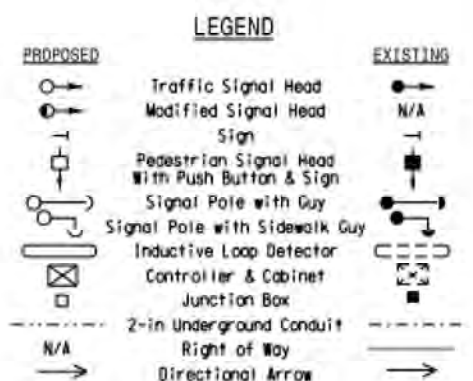 LEGEND
PROPOSED EXISTING
Traffic Signal Head
Modified Signal Head N/A
Sign
Pedestrian Signal Head
With Push Button & Sign
Signal Pole with Guy
Signal Pole with Sidewalk Guy
Inductive Loop Detector
Controller & Cabinet
Junction Box
2-in Underground Conduit
N/A Right of Way
Directional Arrow